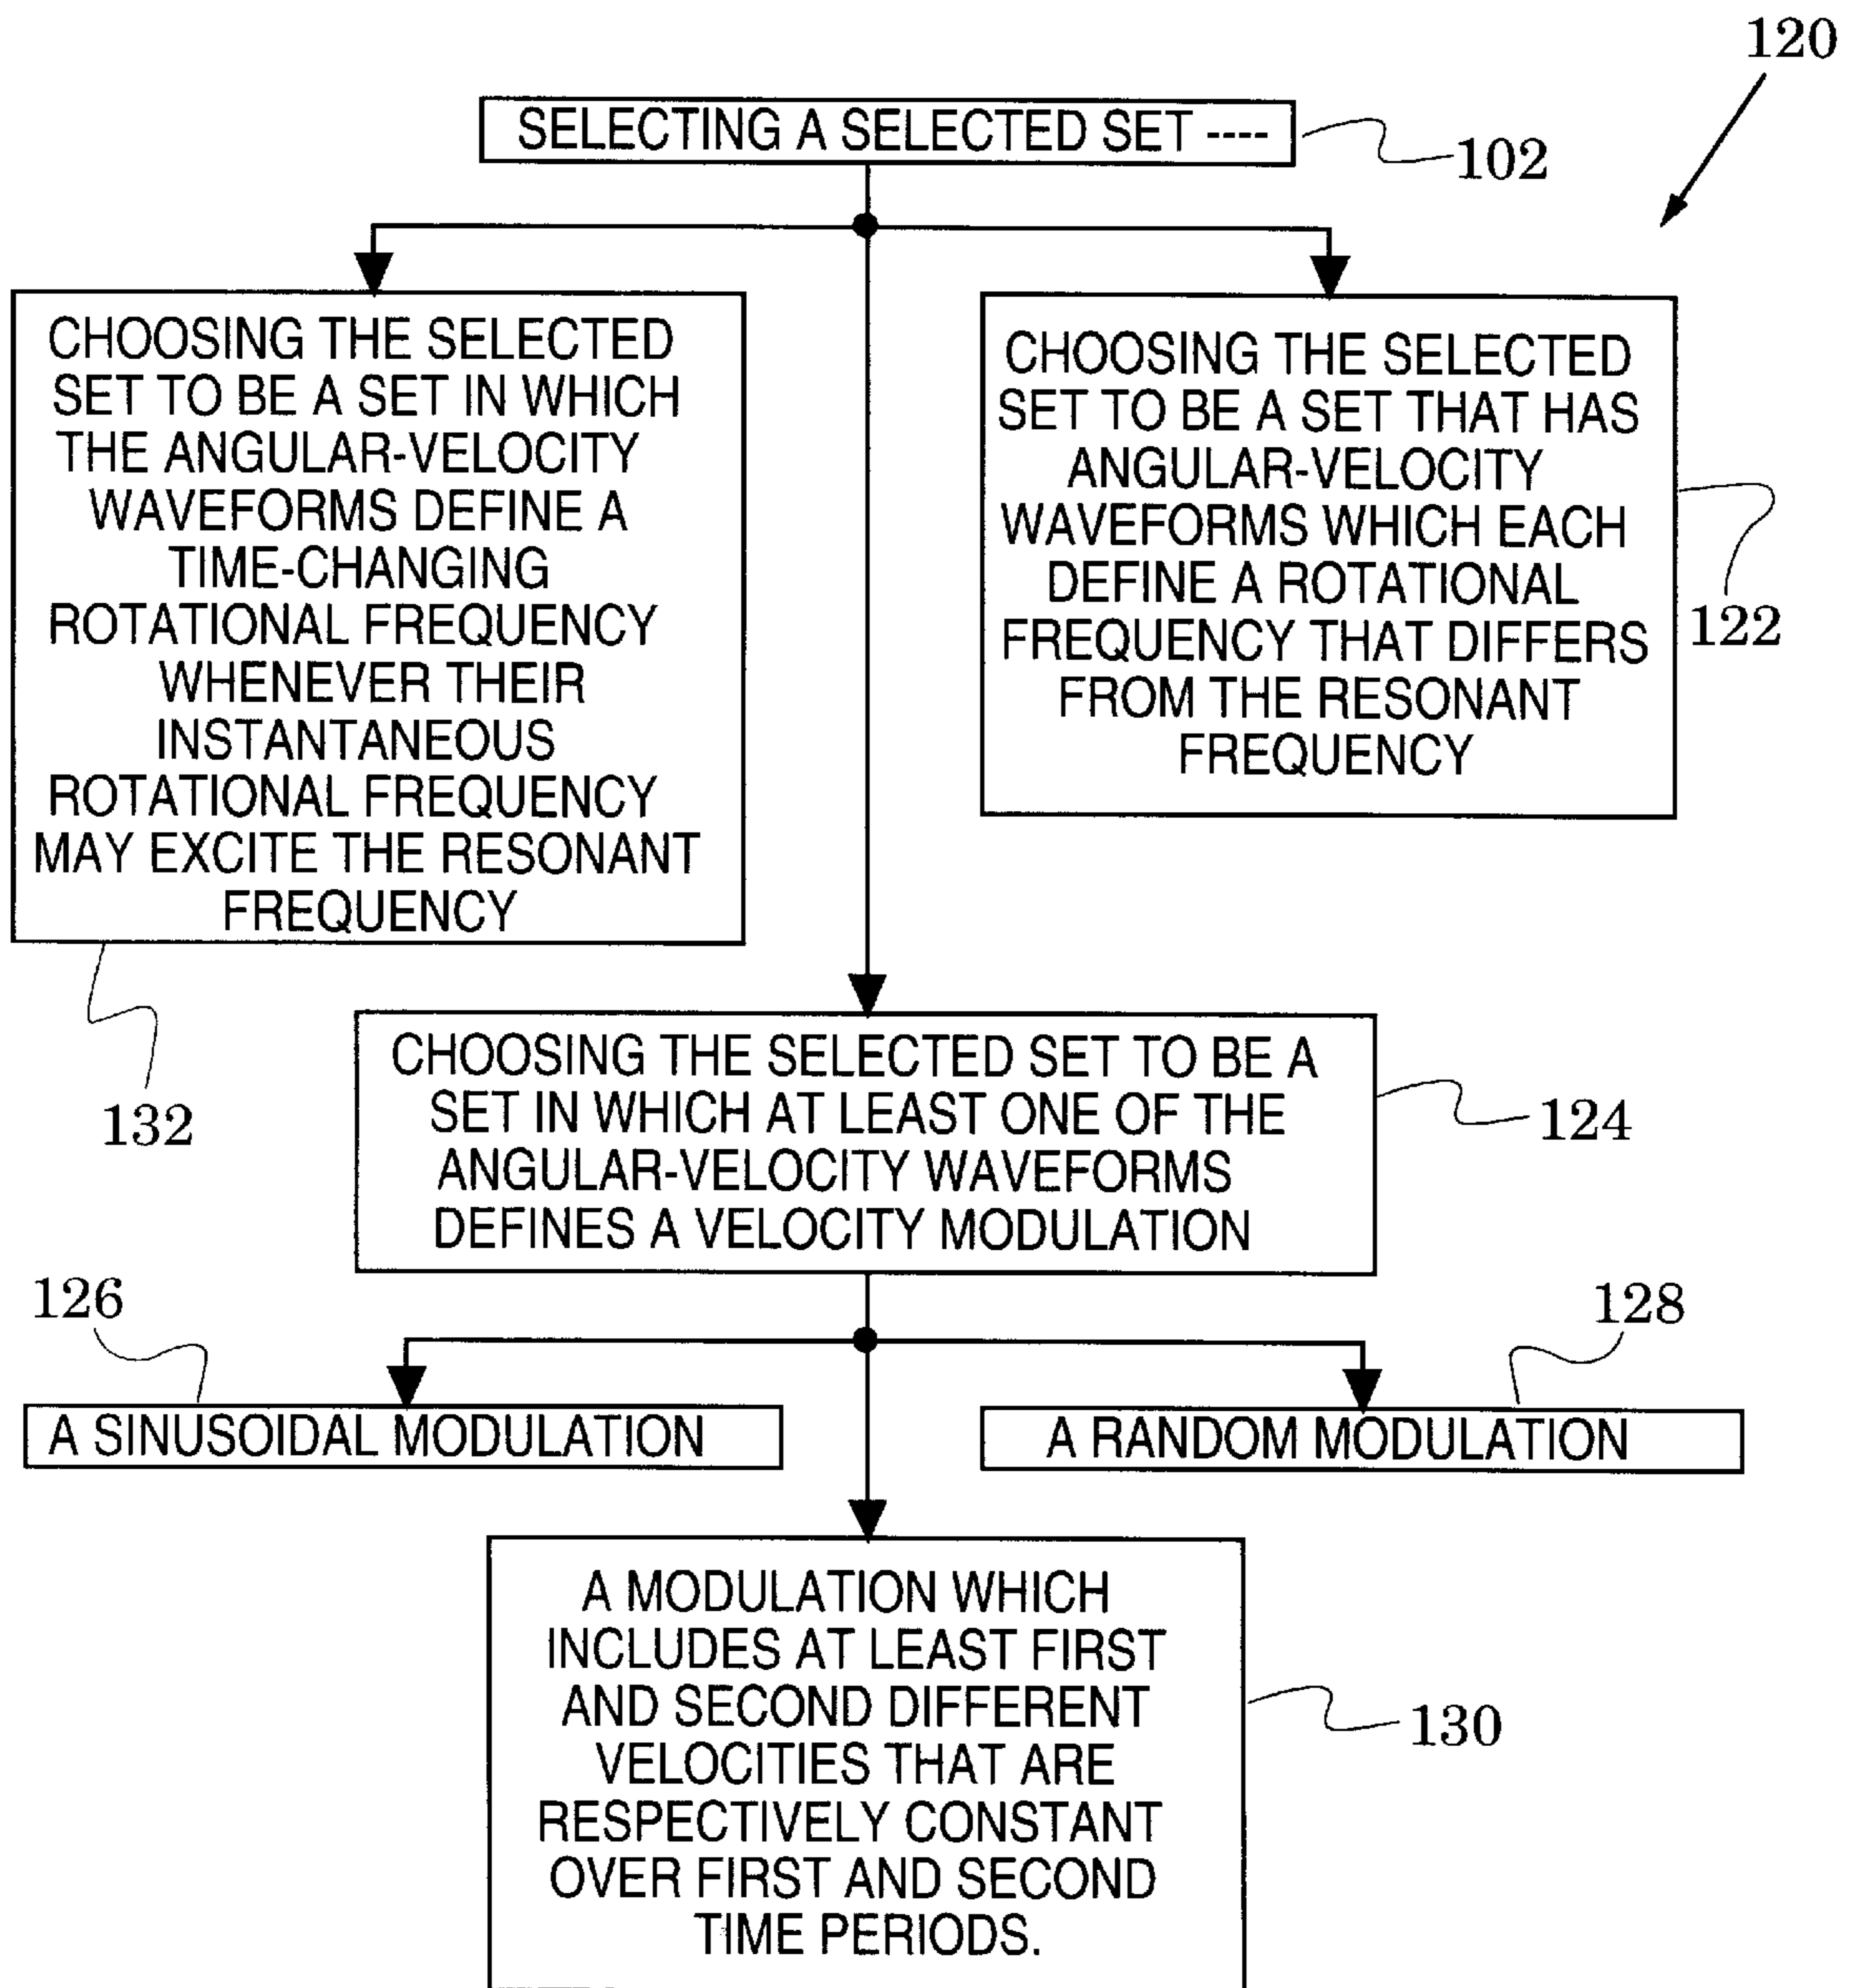 120
SELECTING A SELECTED SET ----
102
CHOOSING THE SELECTED
SET TO BE A SET IN WHICH
THE ANGULAR-VELOCITY
WAVEFORMS DEFINE A
TIME-CHANGING
ROTATIONAL FREQUENCY
WHENEVER THEIR
INSTANTANEOUS
ROTATIONAL FREQUENCY
MAY EXCITE THE RESONANT
FREQUENCY
132
CHOOSING THE SELECTED
SET TO BE A SET THAT HAS
ANGULAR-VELOCITY
WAVEFORMS WHICH EACH
DEFINE A ROTATIONAL
FREQUENCY THAT DIFFERS
FROM THE RESONANT
FREQUENCY
122
CHOOSING THE SELECTED SET TO BE A
SET IN WHICH AT LEAST ONE OF THE
ANGULAR-VELOCITY WAVEFORMS
DEFINES A VELOCITY MODULATION
124
126
A SINUSOIDAL MODULATION
128
A RANDOM MODULATION
A MODULATION WHICH
INCLUDES AT LEAST FIRST
AND SECOND DIFFERENT
VELOCITIES THAT ARE
RESPECTIVELY CONSTANT
OVER FIRST AND SECOND
TIME PERIODS.
130